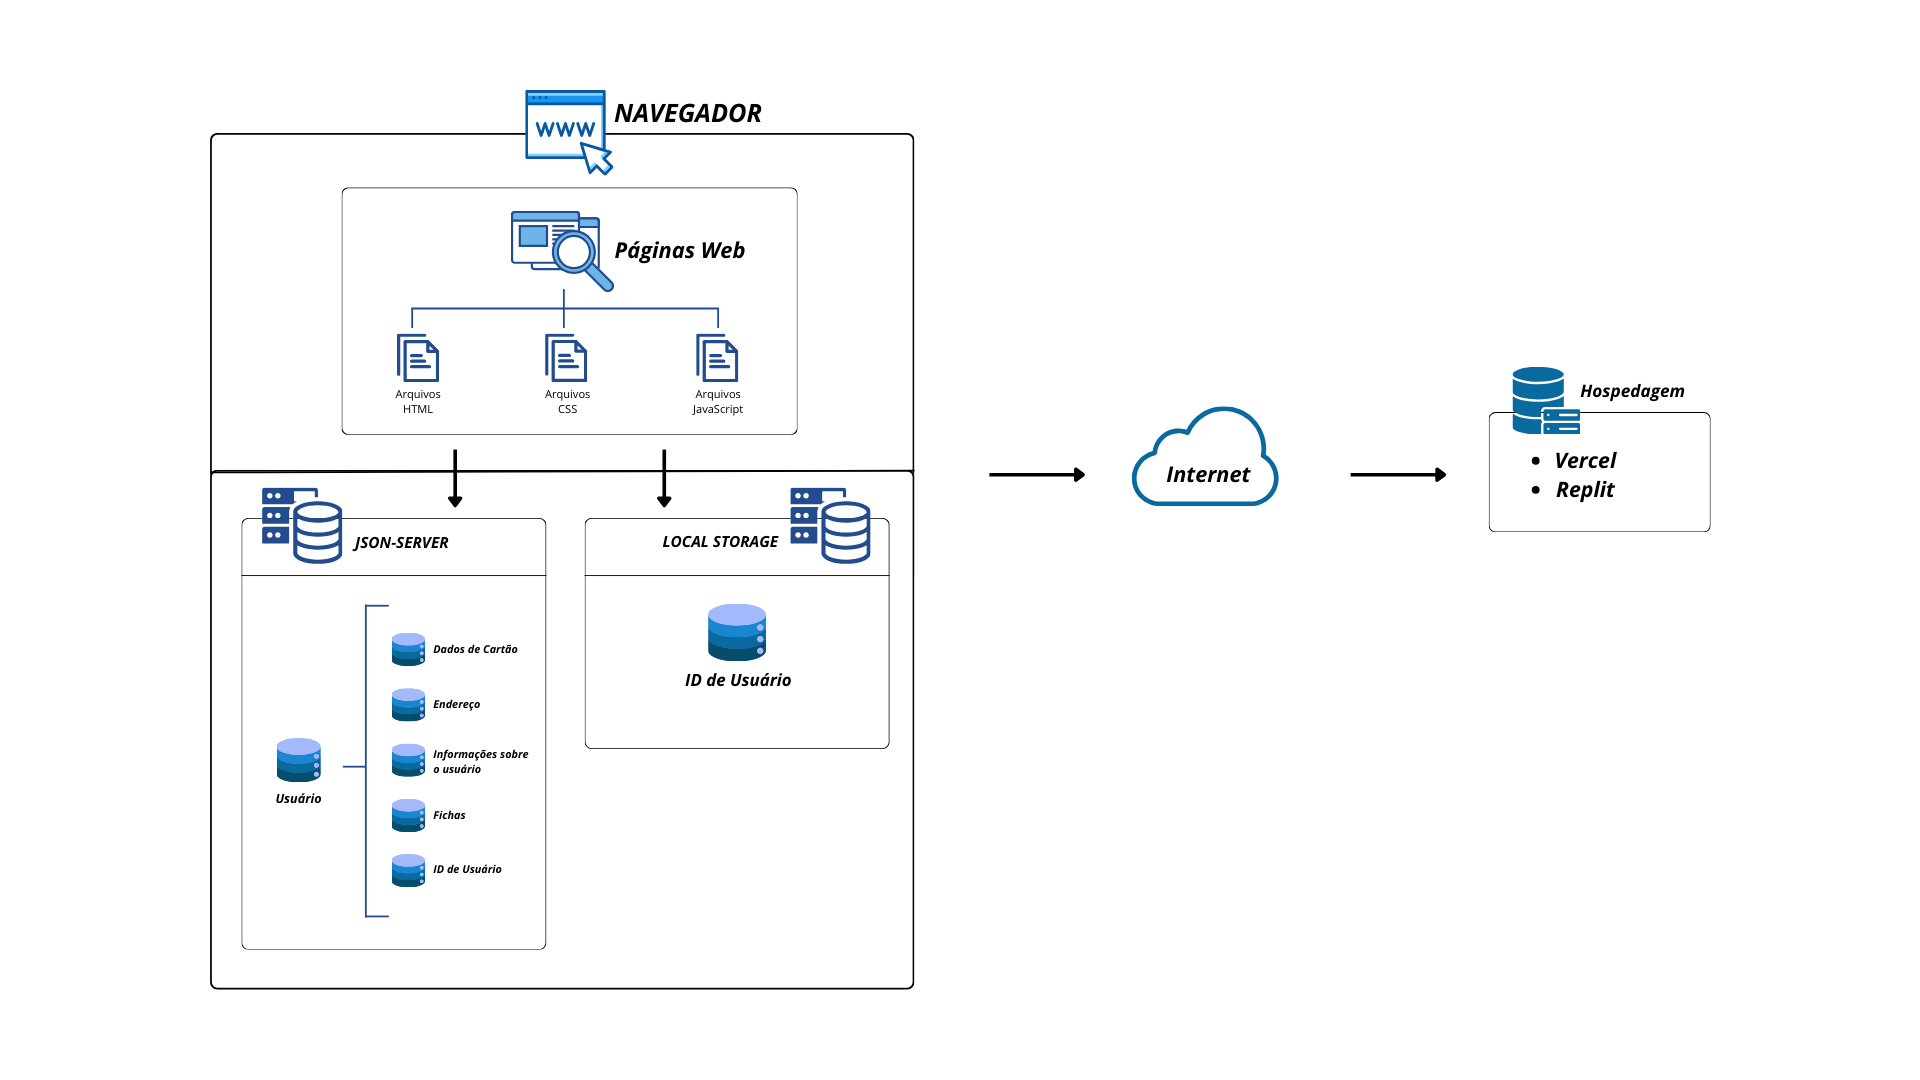 NAVEGADOR
WWW
Páginas Web
Arquivos
HTML
Arquivos
CSS
Arquivos
JavaScript
JSON-SERVER
Usuário
Dados de Cartão
Endereço
Informações sobre
o usuário
Fichas
ID de Usuário
LOCAL STORAGE
ID de Usuário
Internet
Hospedagem
• Vercel
• Replit